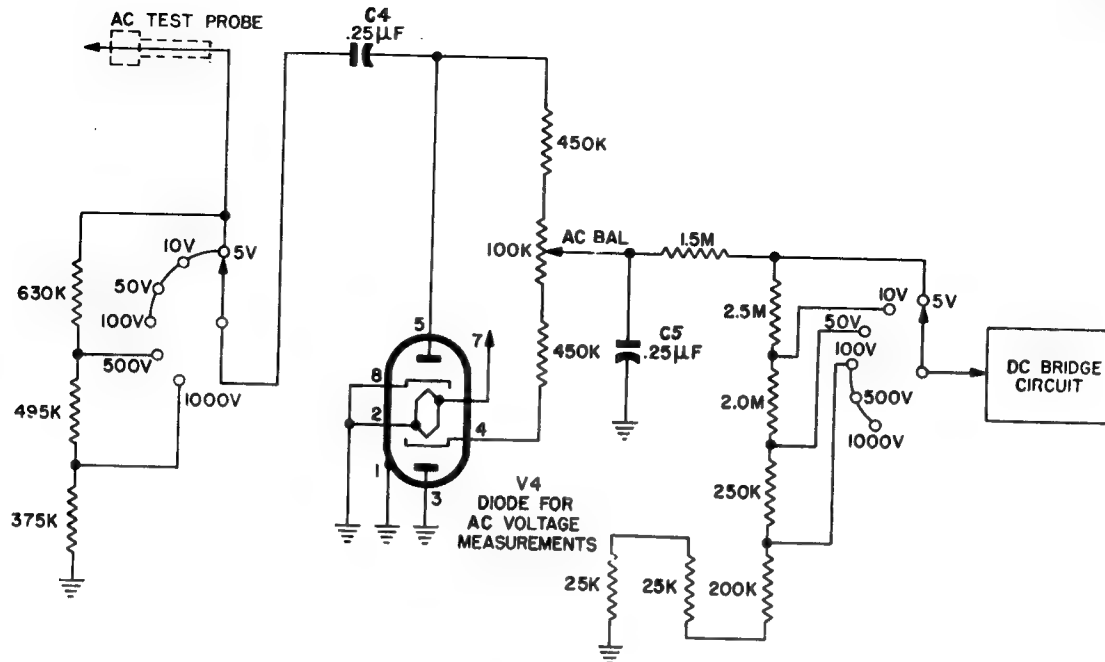 AC TEST PROBE
C4
.25µF
450K
10V
5V
630K
50V
100V
500V
1000V
495K
375K
100K
AC BAL
1.5M
450K
C5
.25µF
5
7
8
2
4
1
3
V4
DIODE FOR
AC VOLTAGE
MEASUREMENTS
2.5M
10V
5V
50V
100V
500V
1000V
2.0M
250K
200K
25K
25K
DC BRIDGE
CIRCUIT